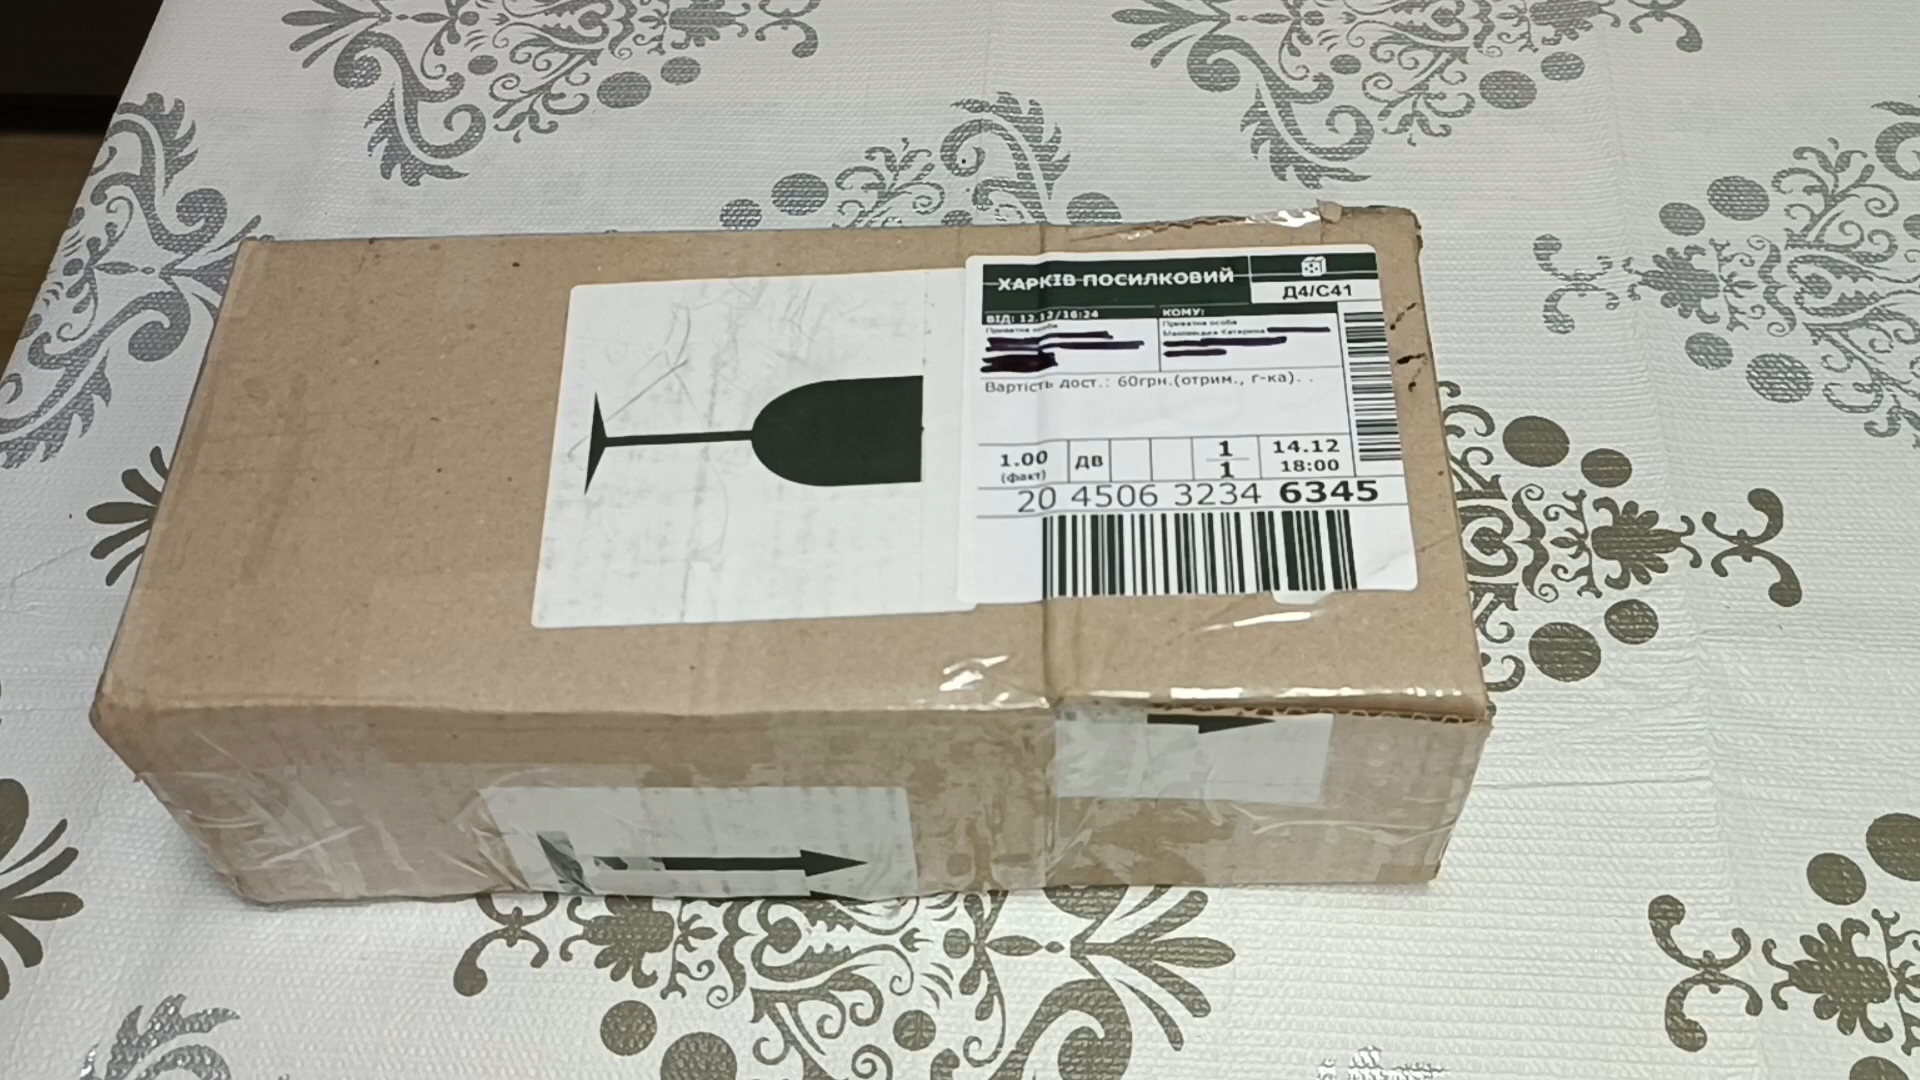 ХАРКІВ ПОСИЛКОВИЙ
Д4/С41
ВІД: 12.12/16:24
Приватна особа
КОМУ:
Приватна особа
Катерина
Вартість дост.: 60грн.(отрим., г-ка). .
1.00
(факт)
ДВ
1
1
14.12
18:00
20 4506 3234 6345